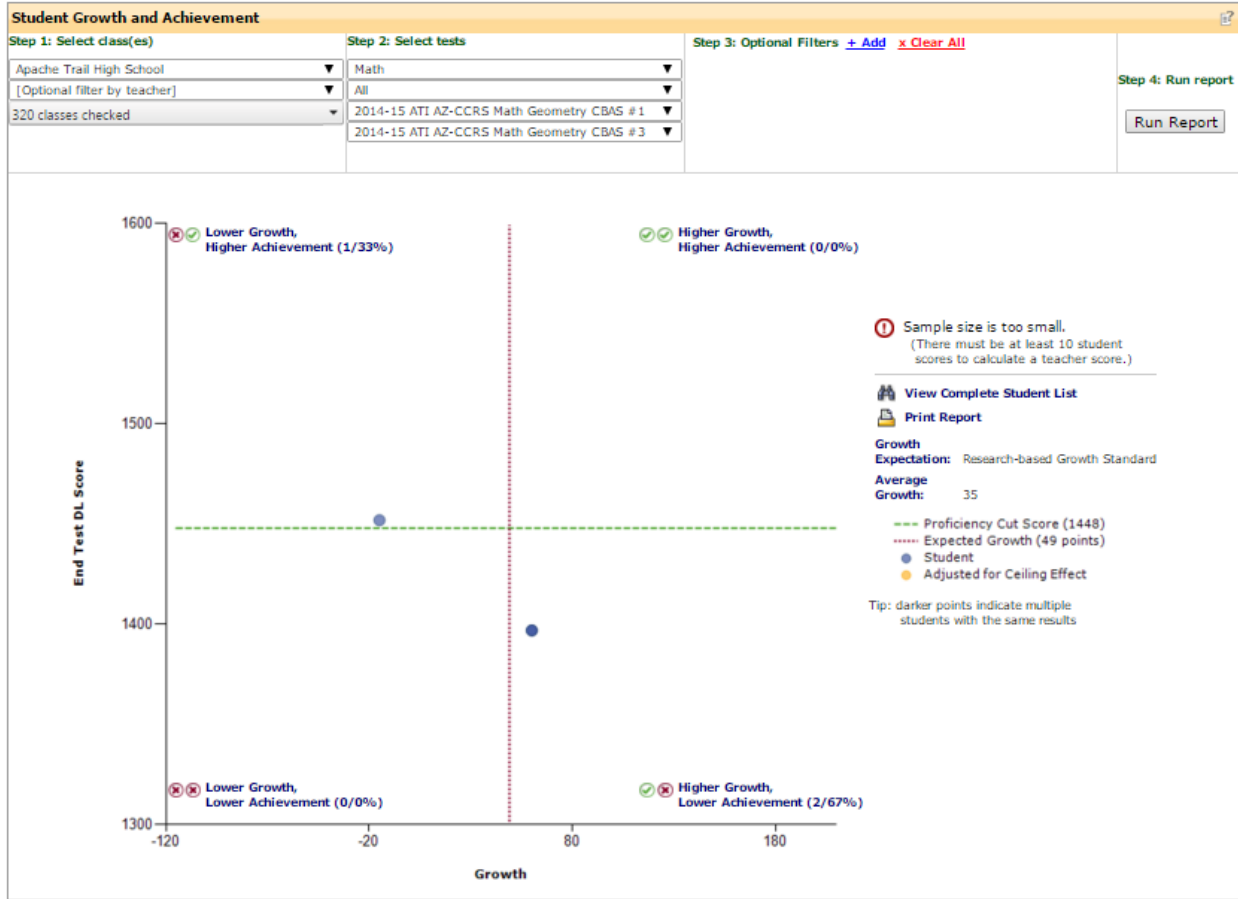 Student Growth and Achievement
Step 1: Select class(es)
Step 2: Select tests
Step 3: Optional Filters + Add x Clear All
Apache Trail High School
[Optional filter by teacher]
320 classes checked
Math
All
2014-15 ATI AZ-CCRS Math Geometry CBAS #1
2014-15 ATI AZ-CCRS Math Geometry CBAS #3
Step 4: Run report
Run Report
1600
1500
1400
1300
End Test DL Score
Lower Growth,
Higher Achievement (1/33%)
Higher Growth,
Higher Achievement (0/0%)
Lower Growth,
Lower Achievement (0/0%)
Higher Growth,
Lower Achievement (2/67%)
-120
-20
80
180
Growth
Sample size is too small.
(There must be at least 10 student
scores to calculate a teacher score.)
View Complete Student List
Print Report
Growth
Expectation: Research-based Growth Standard
Average
Growth: 35
Proficiency Cut Score (1448)
Expected Growth (49 points)
Student
Adjusted for Ceiling Effect
Tip: darker points indicate multiple
students with the same results